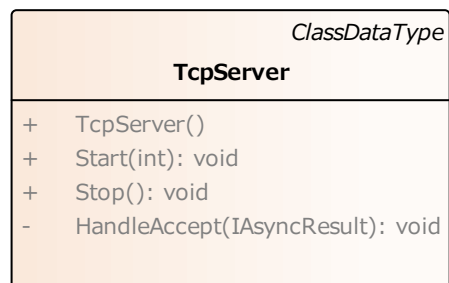 ClassDataType
TcpServer
+ TcpServer()
+ Start(int): void
+ Stop(): void
- HandleAccept(IAsyncResult): void